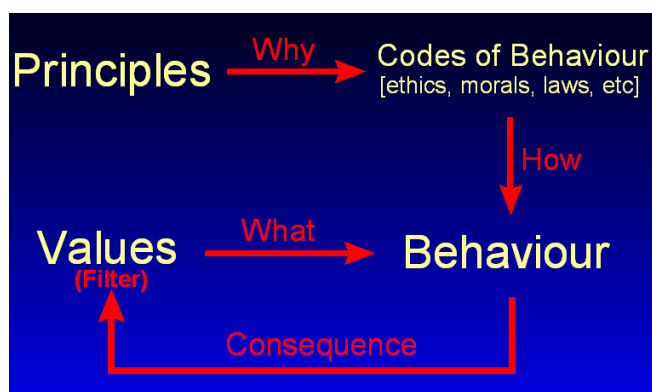 Principles
Why
Codes of Behaviour
[ethics, morals, laws, etc]
How
Values
(Filter)
What
Behaviour
Consequence